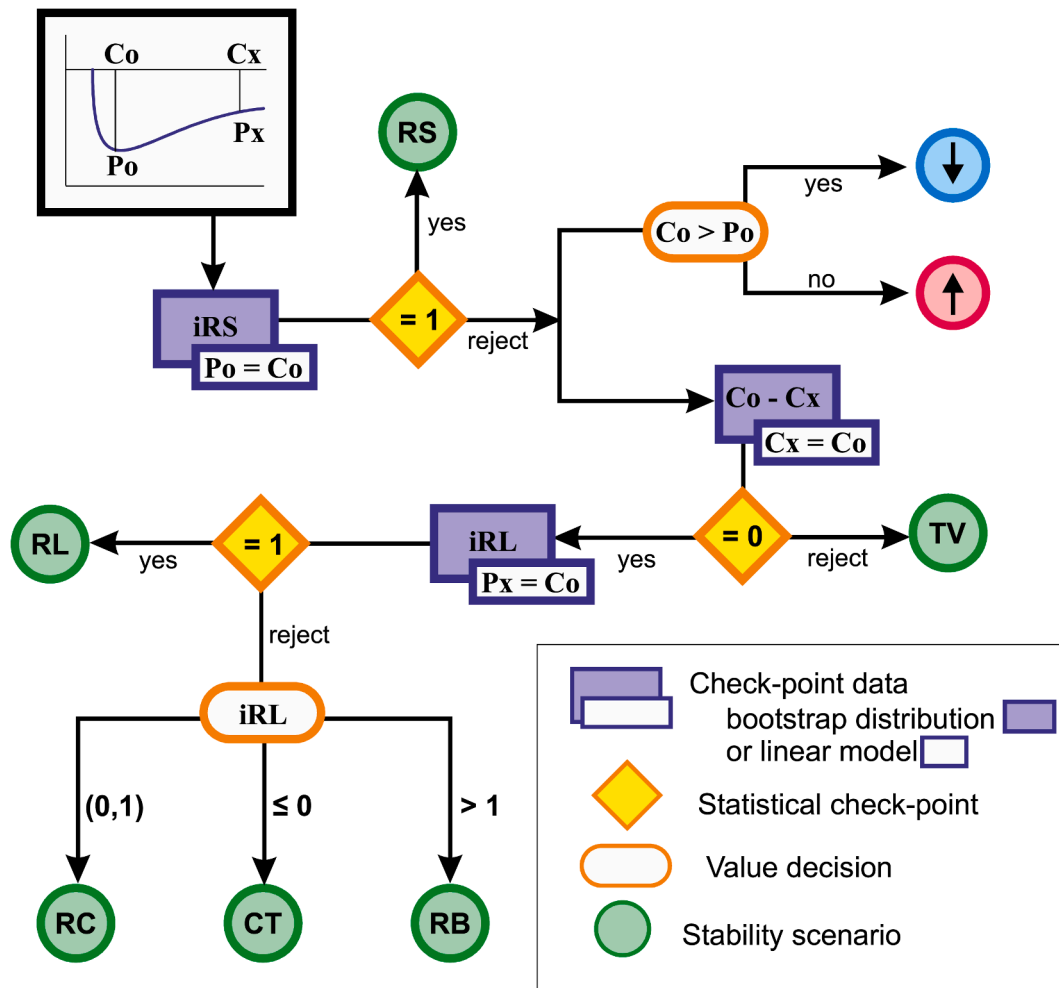 Co Cx
Po Px
RS
yes
Co > Po
yes
no
iRS
Po = Co
= 1
reject
Co - Cx
Cx = Co
RL
yes
= 1
iRL
Px = Co
yes
= 0
reject
TV
reject
iRL
(0,1)
≤ 0
> 1
RC
CT
RB
Check-point data
bootstrap distribution
or linear model
Statistical check-point
Value decision
Stability scenario